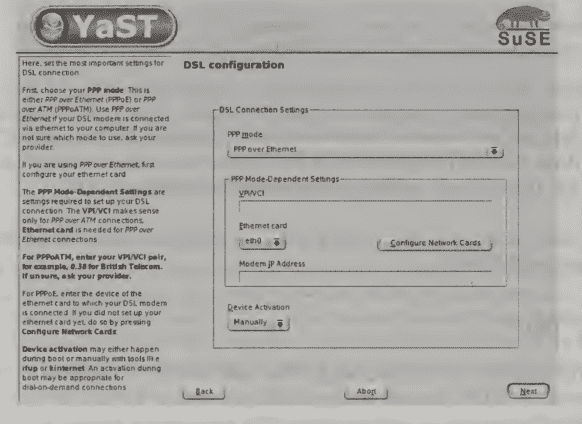 YaST
SuSE
Here, set the most important settings for
DSL connection.
DSL configuration
First, choose your PPP mode. This is
either PPP over Ethernet (PPPoE) or PPP
over ATM (PPPoATM). Use PPP over
Ethernet if your DSL modem is connected
via ethernet to your computer. If you are
not sure which mode to use, ask your
provider.
If you are using PPP over Ethernet, first
configure your ethernet card.
The PPP Mode-Dependent Settings are
settings required to set up your DSL
connection. The VPI/VCI makes sense
only for PPP over ATM connections,
Ethernet card is needed for PPP over
Ethernet connections.
For PPPoATM, enter your VPI/VCI pair,
for example, 0.38 for British Telecom.
If unsure, ask your provider.
For PPPoE, enter the device of the
ethernet card to which your DSL modem
is connected. If you did not set up your
ethernet card yet, do so by pressing
Configure Network Cards.
Device activation may either happen
during boot or manually with tools like
ifup or kinternet. An activation during
boot may be appropriate for
dial-on-demand connections.
DSL Connection Settings
PPP mode
PPP over Ethernet
PPP Mode-Dependent Settings
VPI/VCI
Ethernet card
eth0
Configure Network Cards
Modem IP Address
Device Activation
Manually
Back
Abort
Next